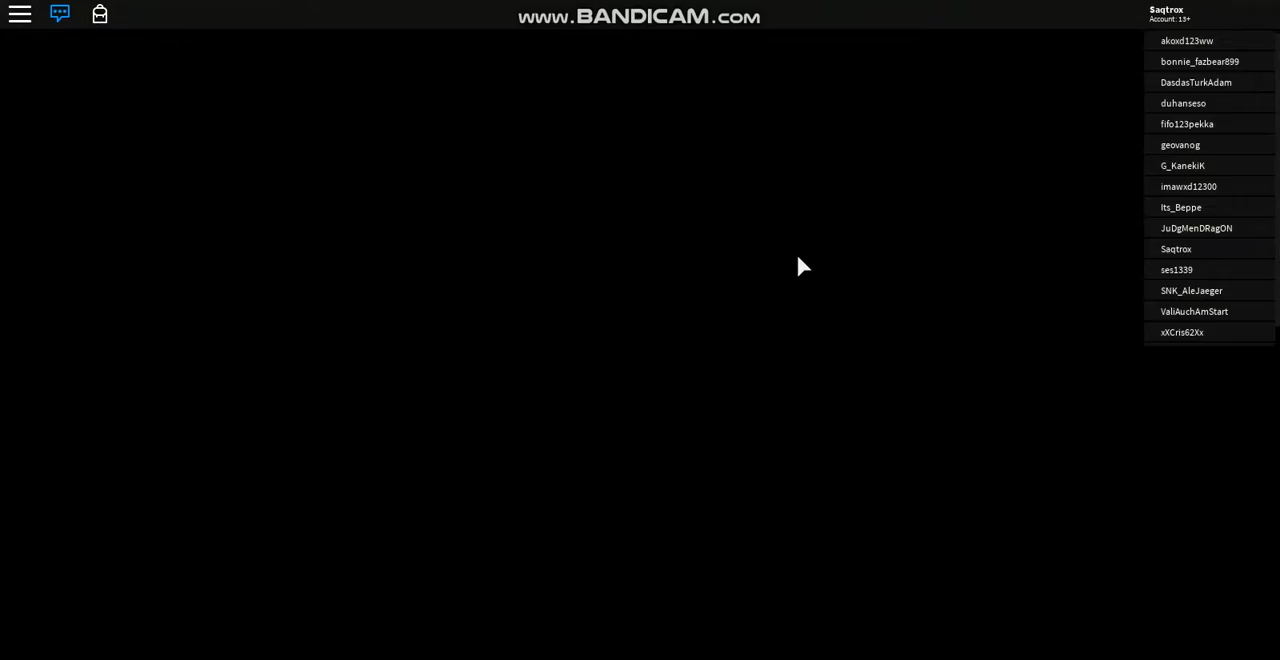 www.BANDICAM.com
Saqtrox
Account: 13+
akoxd123ww
bonnie_fazbear899
DasdasTurkAdam
duhanseso
fifo123pekka
geovanog
G_KanekiK
imawxd12300
Its_Beppe
JuDgMenDRagON
Saqtrox
ses1339
SNK_AleJaeger
ValiAuchAmStart
xXCris62Xx